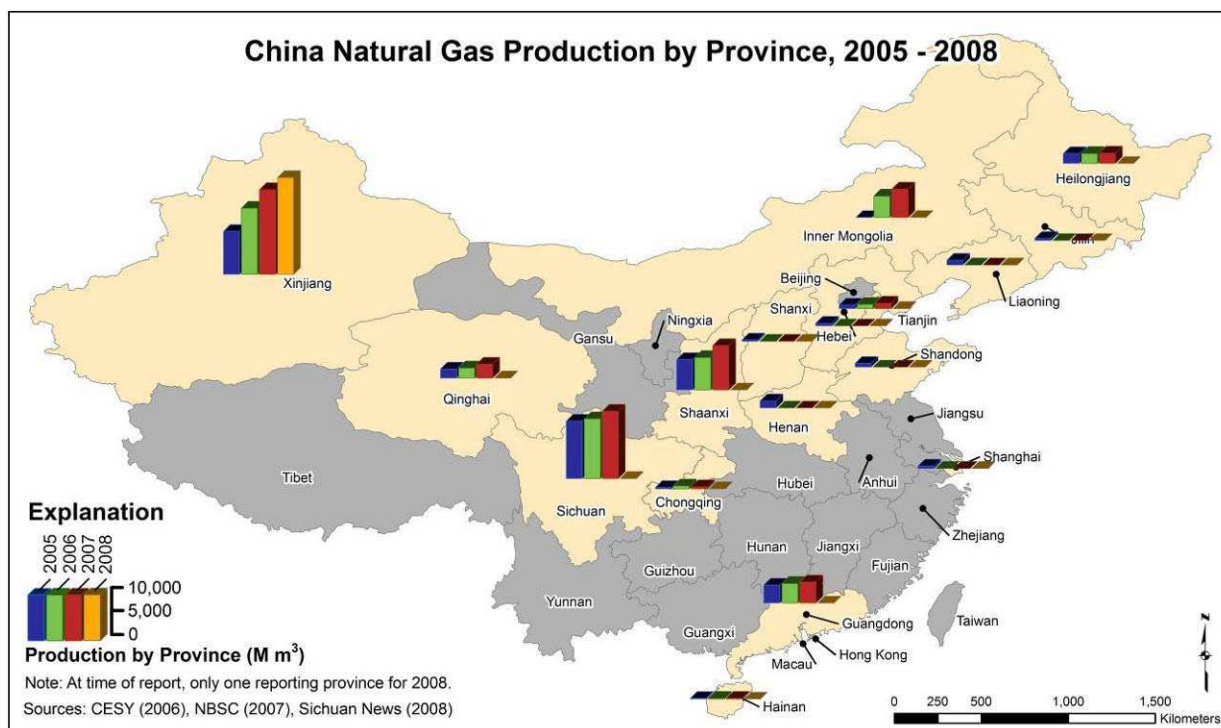 China Natural Gas Production by Province, 2005 - 2008
Heilongjiang
Inner Mongolia
Xinjiang
Liaoning
Beijing
Shanxi
Tianjin
Ningxia
Gansu
Hebei
Shandong
Qinghai
Shaanxi
Henan
Jiangsu
Shanghai
Tibet
Hubei
Anhui
Chongqing
Sichuan
Zhejiang
Hunan
Jiangxi
Fujian
Guizhou
Yunnan
Guangxi
Guangdong
Taiwan
Hong Kong
Macau
Hainan
Explanation
2005
2006
2007
2008
10,000
5,000
0
Production by Province (M m³)
Note: At time of report, only one reporting province for 2008.
Sources: CESY (2006), NBSC (2007), Sichuan News (2008)
N
0 250 500 1,000 1,500
Kilometers